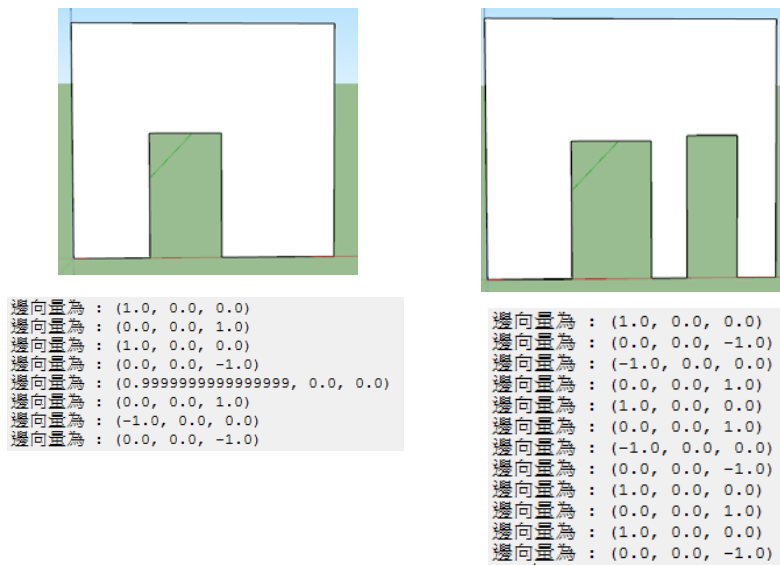 邊向量為 : (1.0, 0.0, 0.0)
邊向量為 : (0.0, 0.0, 1.0)
邊向量為 : (1.0, 0.0, 0.0)
邊向量為 : (0.0, 0.0, -1.0)
邊向量為 : (0.9999999999999999, 0.0, 0.0)
邊向量為 : (0.0, 0.0, 1.0)
邊向量為 : (-1.0, 0.0, 0.0)
邊向量為 : (0.0, 0.0, -1.0)
邊向量為 : (1.0, 0.0, 0.0)
邊向量為 : (0.0, 0.0, -1.0)
邊向量為 : (-1.0, 0.0, 0.0)
邊向量為 : (0.0, 0.0, 1.0)
邊向量為 : (1.0, 0.0, 0.0)
邊向量為 : (0.0, 0.0, 1.0)
邊向量為 : (-1.0, 0.0, 0.0)
邊向量為 : (0.0, 0.0, -1.0)
邊向量為 : (1.0, 0.0, 0.0)
邊向量為 : (0.0, 0.0, 1.0)
邊向量為 : (1.0, 0.0, 0.0)
邊向量為 : (0.0, 0.0, -1.0)